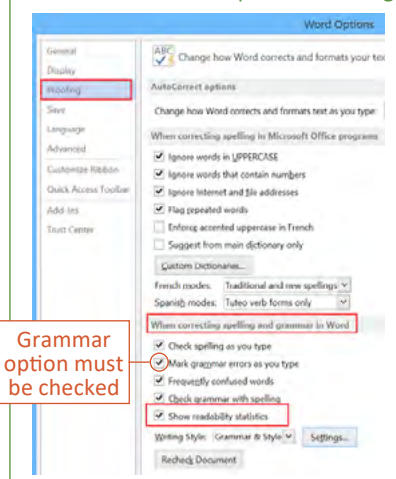 Word Options
General
Display
Proofing
Save
Language
Advanced
Customize Ribbon
Quick Access Toolbar
Add-Ins
Trust Center
ABC
Change how Word corrects and formats your tex
AutoCorrect options
Change how Word corrects and formats text as you type:
When correcting spelling in Microsoft Office programs
Ignore words in UPPERCASE
Ignore words that contain numbers
Ignore Internet and file addresses
Flag repeated words
Enforce accented uppercase in French
Suggest from main dictionary only
Custom Dictionaries...
French modes: Traditional and new spellings
Spanish modes: Tuteo verb forms only
When correcting spelling and grammar in Word
Check spelling as you type
Mark grammar errors as you type
Frequently confused words
Check grammar with spelling
Show readability statistics
Writing Style: Grammar & Style Settings...
Recheck Document
Grammar
option must
be checked